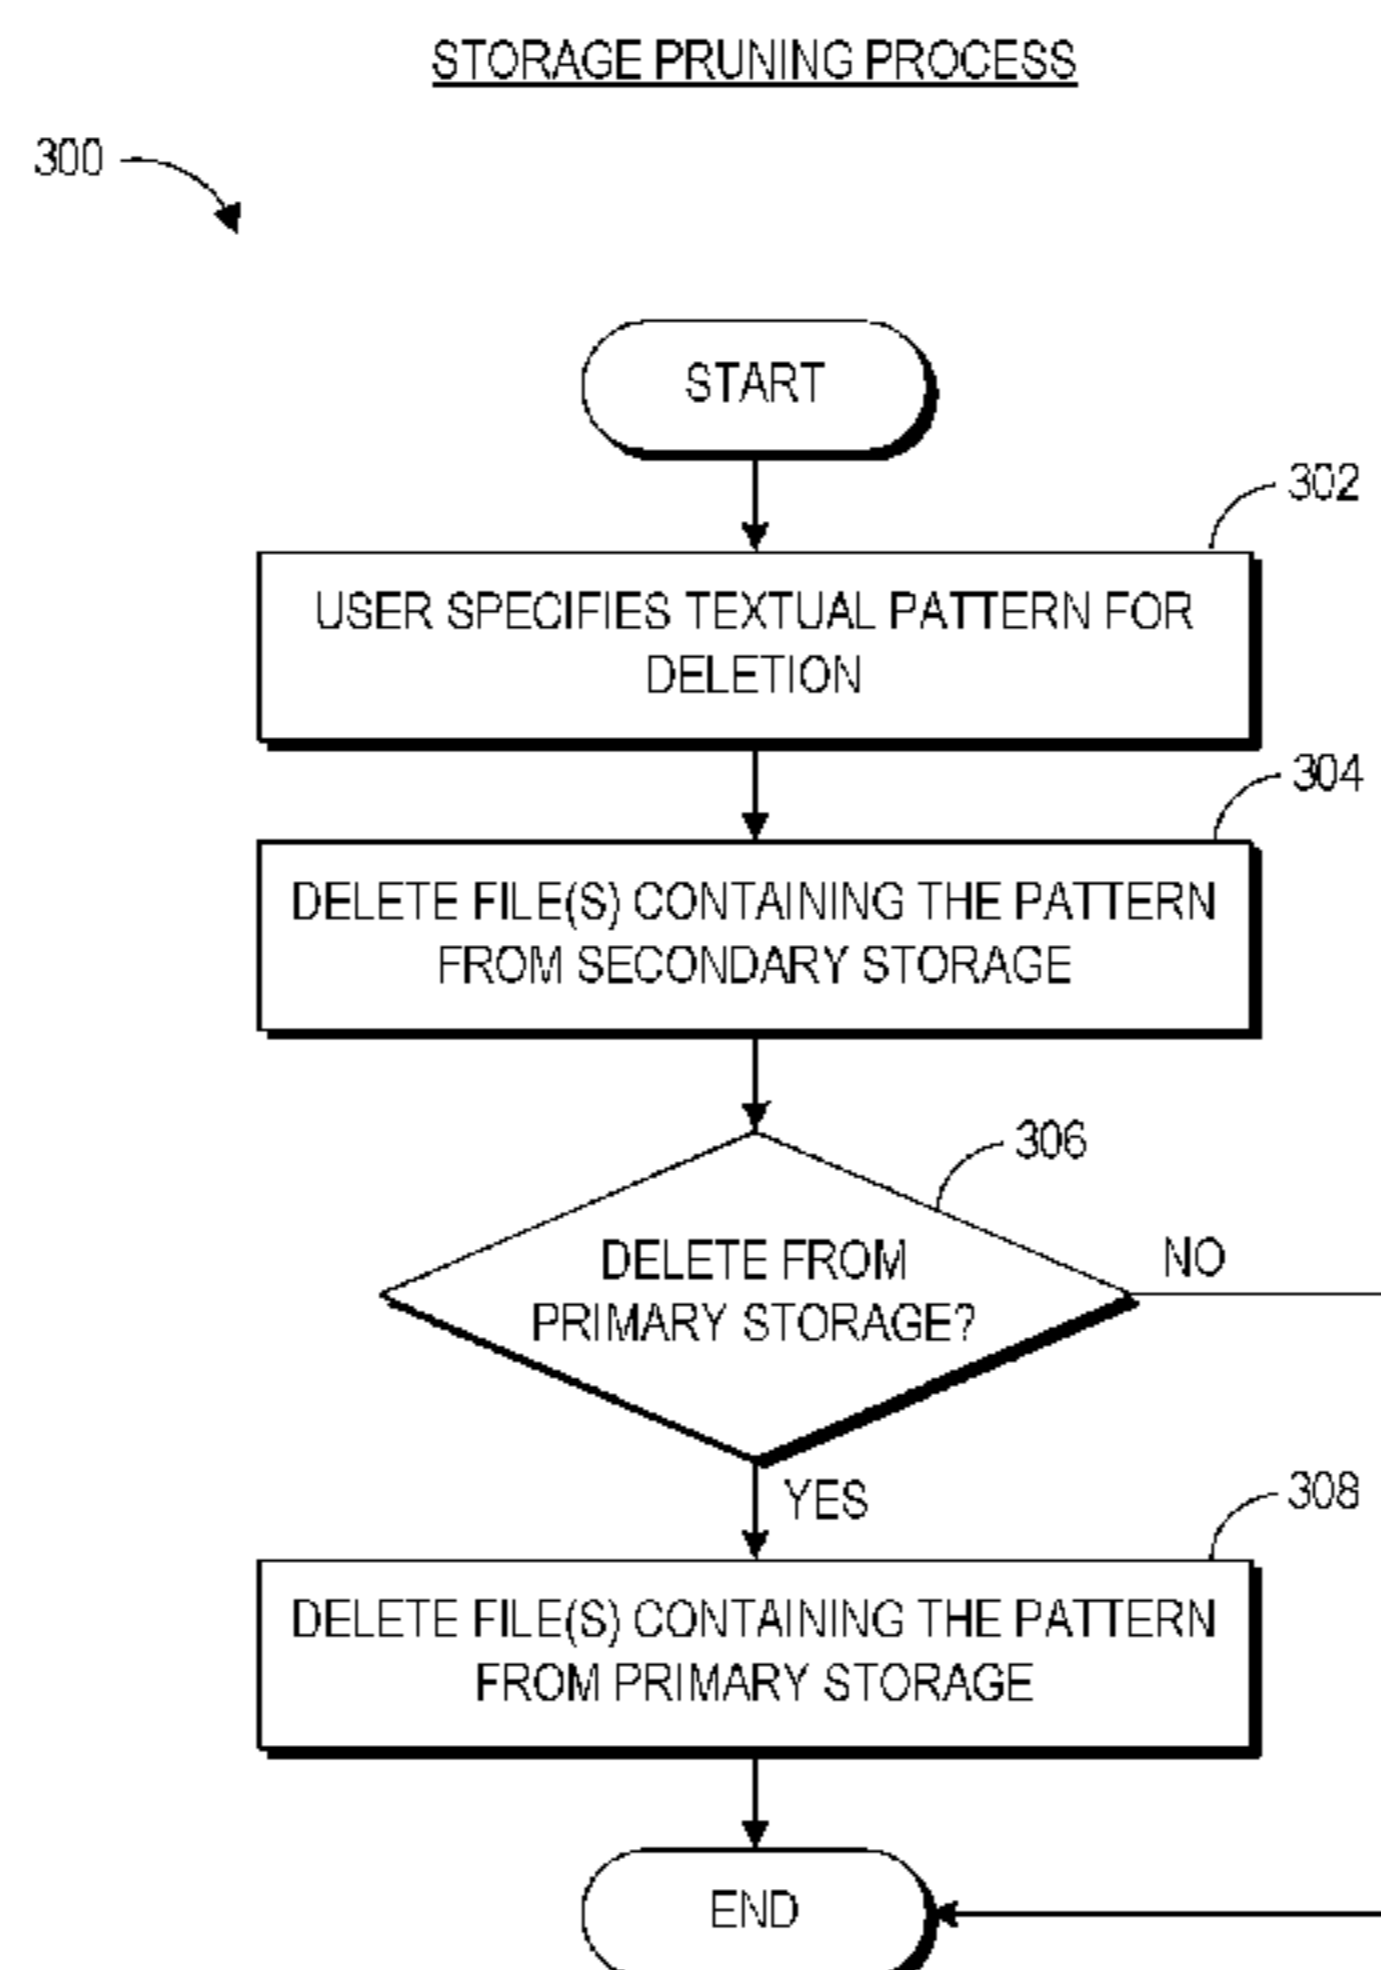 STORAGE PRUNING PROCESS
300
START
302
USER SPECIFIES TEXTUAL PATTERN FOR
DELETION
304
DELETE FILE(S) CONTAINING THE PATTERN
FROM SECONDARY STORAGE
306
DELETE FROM
PRIMARY STORAGE?
NO
YES
308
DELETE FILE(S) CONTAINING THE PATTERN
FROM PRIMARY STORAGE
END